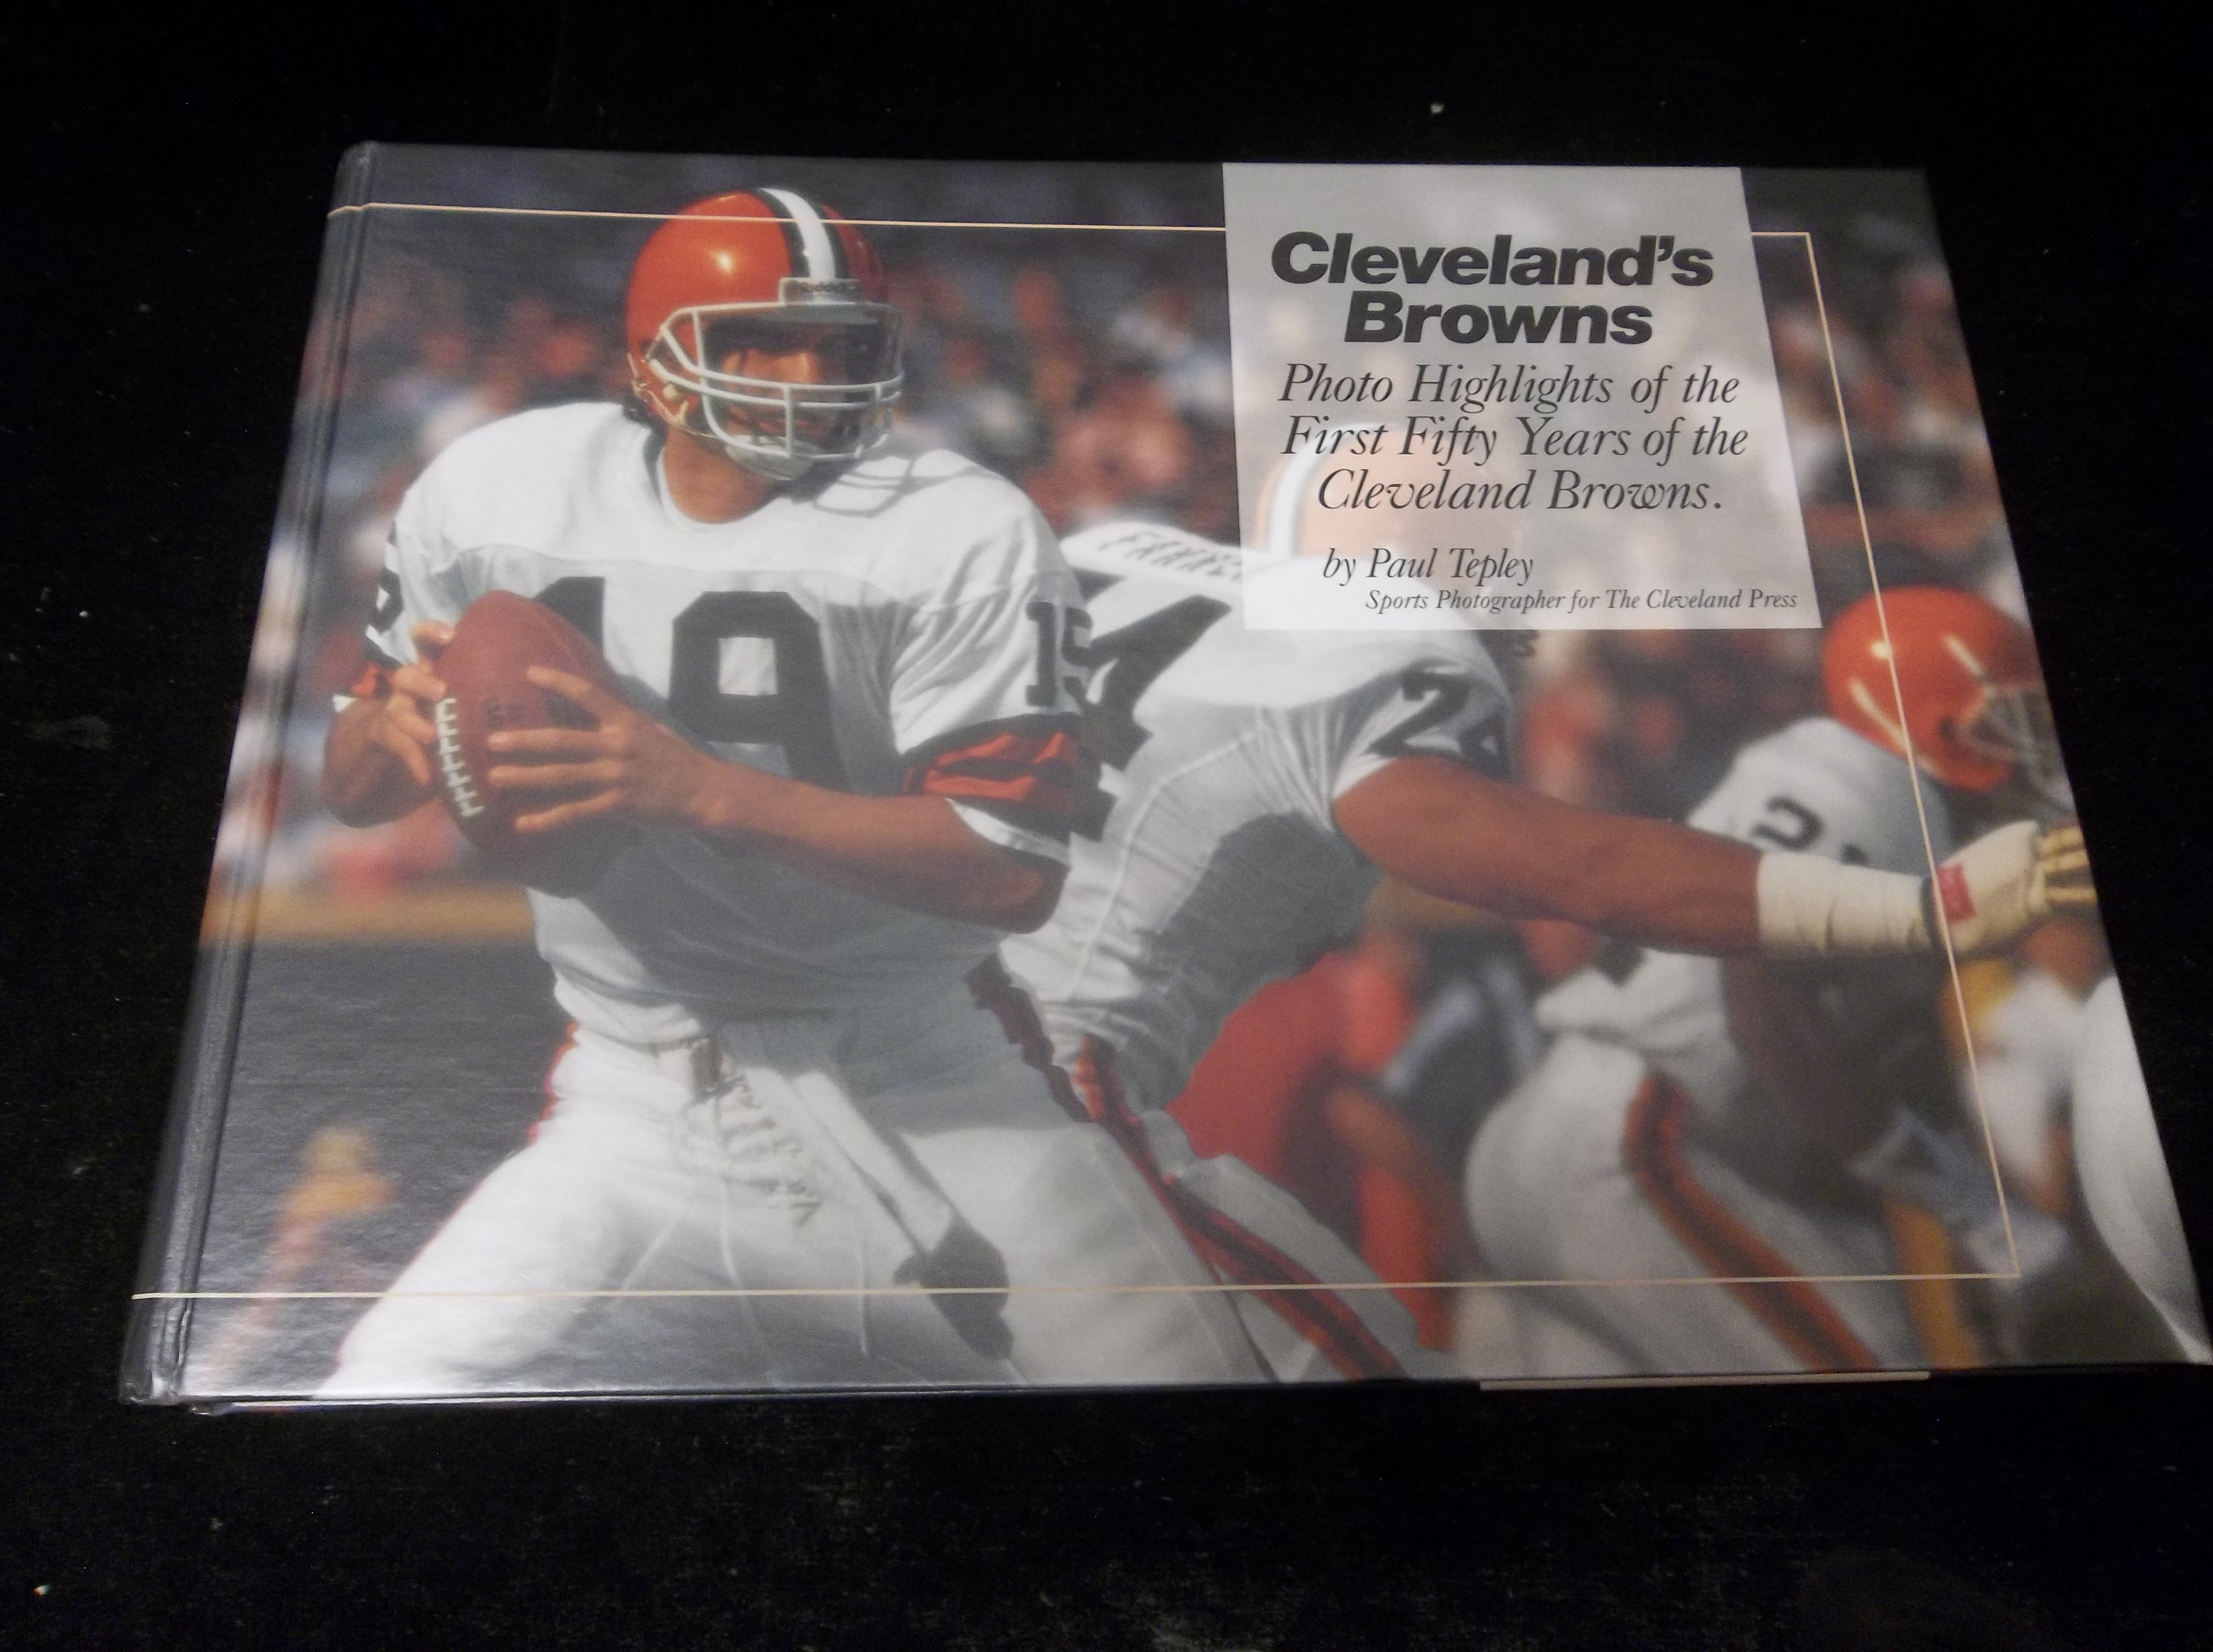 Cleveland's
Browns
Photo Highlights of the
First Fifty Years of the
Cleveland Browns.
by Paul Tepley
Sports Photographer for The Cleveland Press
Riddell
19
19
24